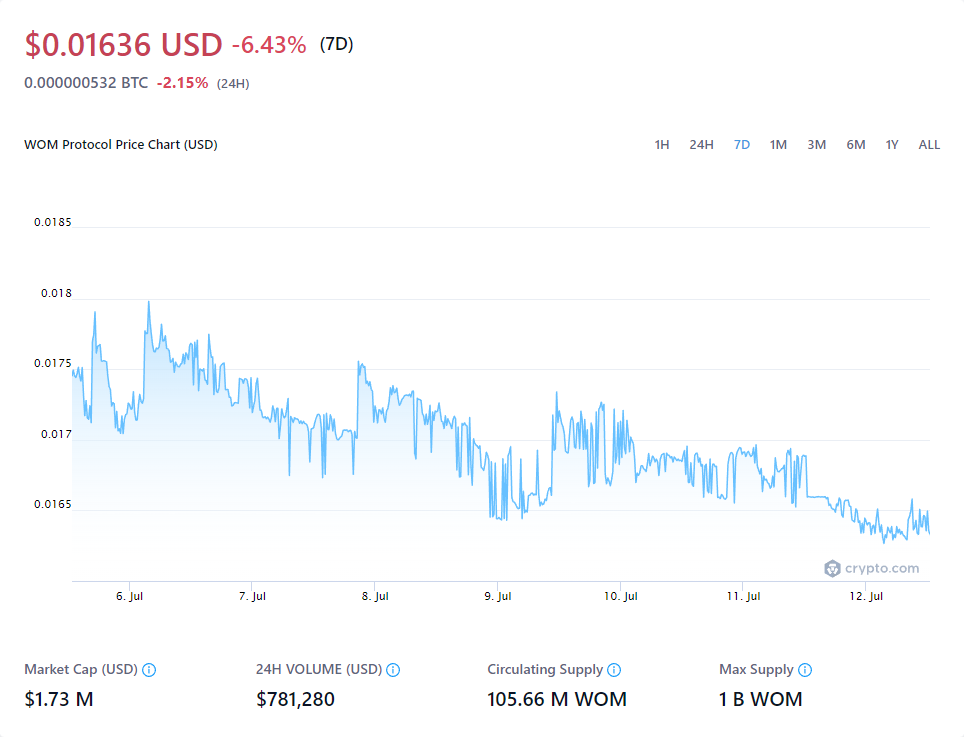 $0.01636 USD -6.43% (7D)
0.000000532 BTC -2.15% (24H)
WOM Protocol Price Chart (USD) 1H 24H 7D 1M 3M 6M 1Y ALL
0.0185
0.018
0.0175
0.017
0.0165
crypto.com
6. Jul 7. Jul 8. Jul 9. Jul 10. Jul 11. Jul 12. Jul
Market Cap (USD) 24H VOLUME (USD) Circulating Supply Max Supply
$1.73 M $781,280 105.66 M WOM 1 B WOM